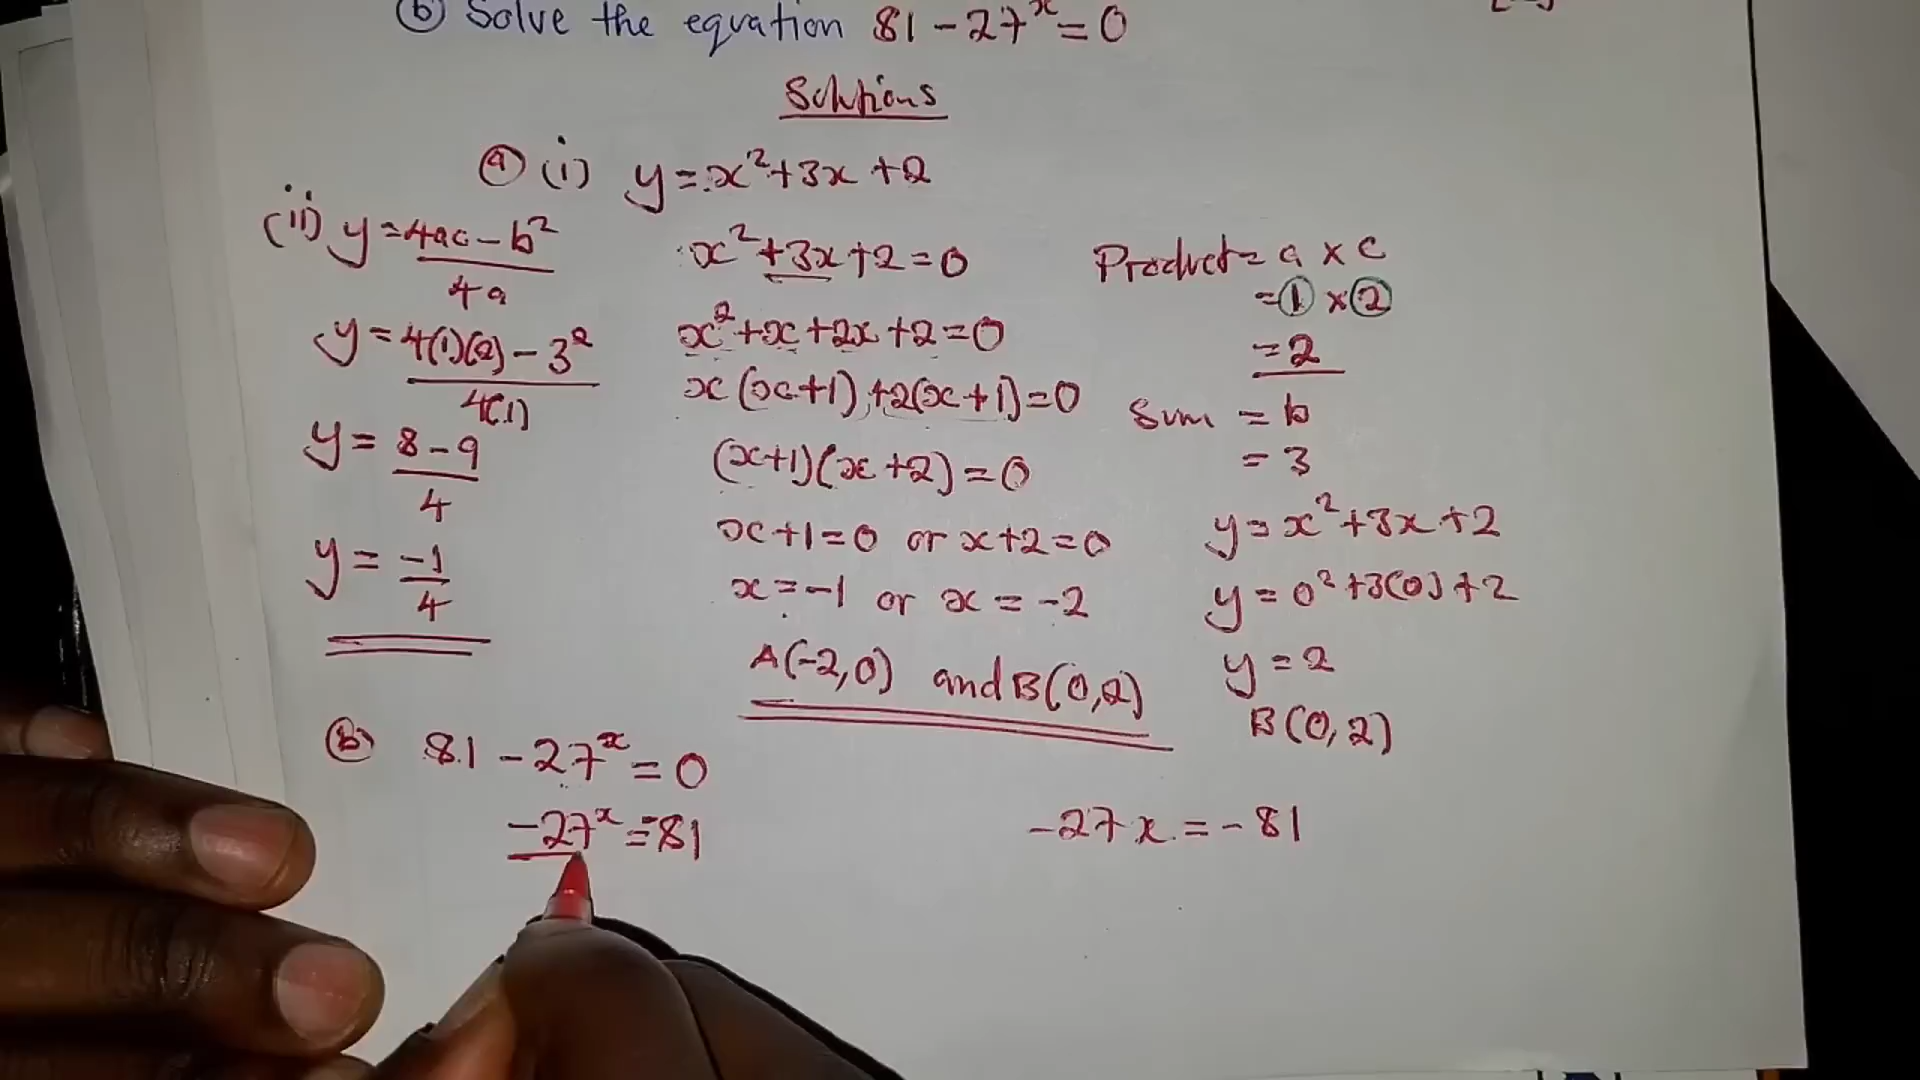 (b) Solve the equation 81 - 27^x = 0
Solutions
(a) (i) y = x² + 3x + 2
x² + 3x + 2 = 0
x² + x + 2x + 2 = 0
x(x+1) + 2(x+1) = 0
(x+1)(x+2) = 0
x+1 = 0 or x+2 = 0
x = -1 or x = -2
A(-2,0) and B(0,2)
Product = a × c
= 1 × 2
= 2
Sum = b
= 3
y = x² + 3x + 2
y = 0² + 3(0) + 2
y = 2
B(0,2)
(ii) y = 4ac - b²
4a
y = 4(1)(2) - 3²
4(1)
y = 8 - 9
4
y = -1
4
(b) 81 - 27^x = 0
-27^x = -81
-27x = -81